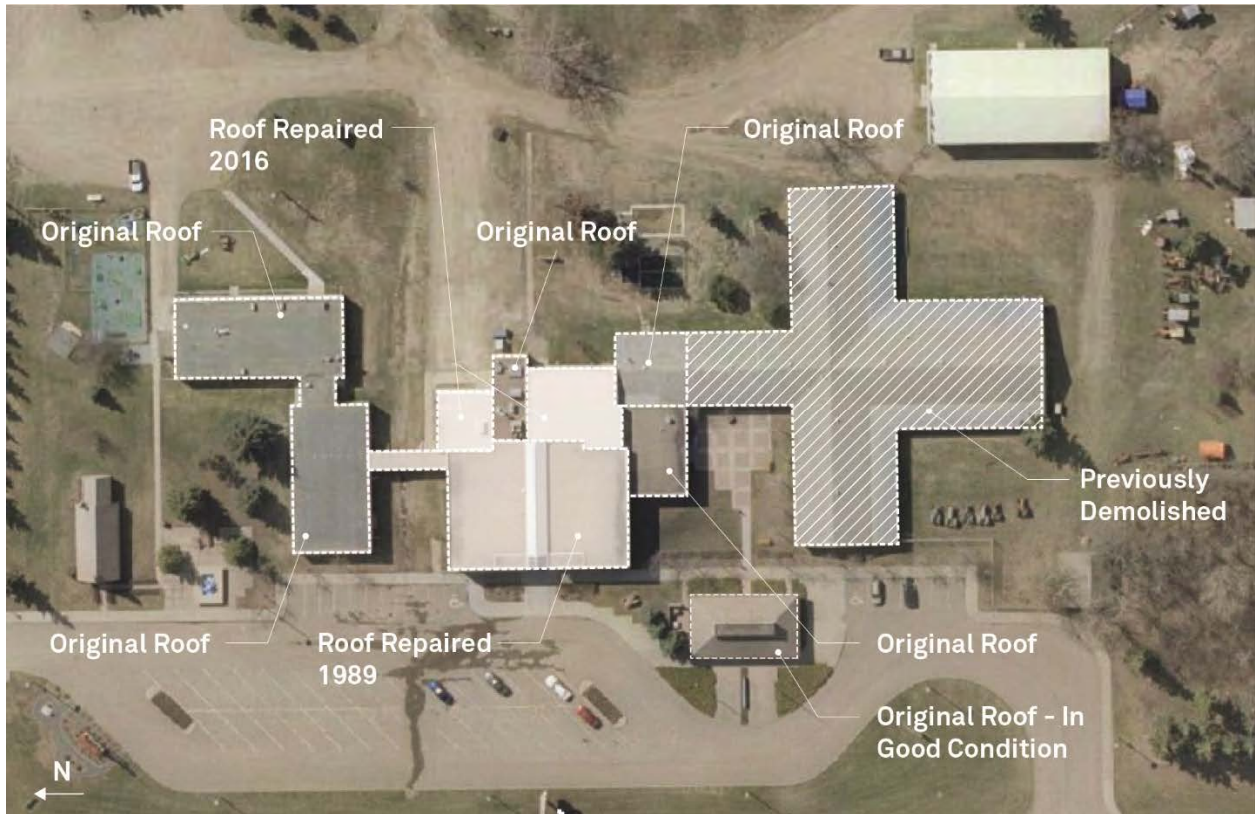 Roof Repaired
2016
Original Roof
Original Roof
Original Roof
Previously
Demolished
Original Roof
Roof Repaired
1989
Original Roof
Original Roof - In
Good Condition
N